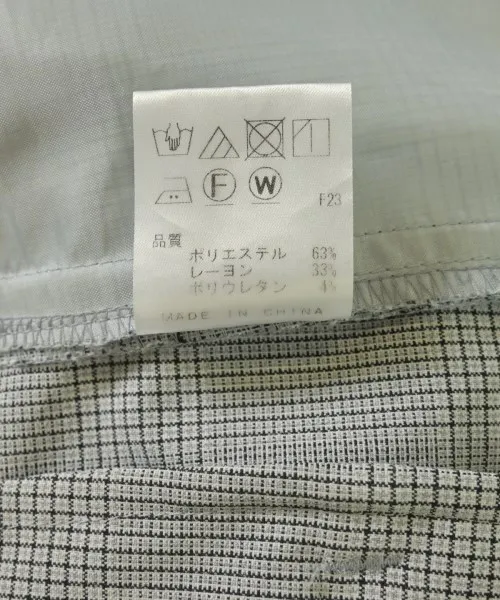 F W
F23
品質
ポリエステル 63%
レーヨン 33%
ポリウレタン 4%
MADE IN CHINA